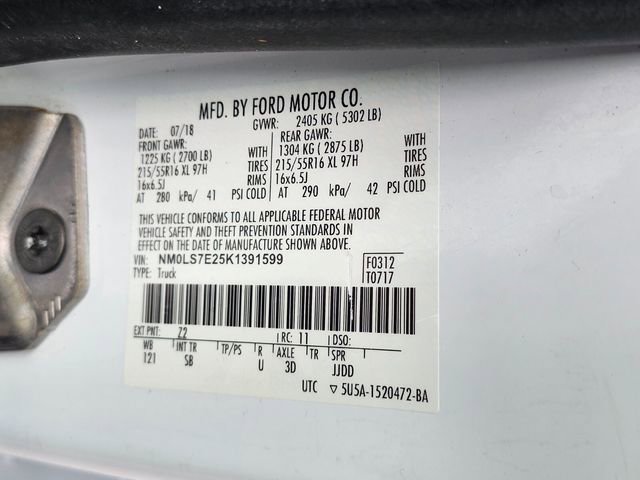 MFD. BY FORD MOTOR CO.
DATE: 07/18 GVWR: 2405 KG ( 5302 LB)
FRONT GAWR: REAR GAWR:
1225 KG ( 2700 LB) WITH 1304 KG ( 2875 LB) WITH
215/55R16 XL 97H TIRES 215/55R16 XL 97H TIRES
16x6.5J RIMS 16x6.5J RIMS
AT 280 kPa/ 41 PSI COLD AT 290 kPa/ 42 PSI COLD
THIS VEHICLE CONFORMS TO ALL APPLICABLE FEDERAL MOTOR
VEHICLE SAFETY AND THEFT PREVENTION STANDARDS IN
EFFECT ON THE DATE OF MANUFACTURE SHOWN ABOVE.
VIN: NM0LS7E25K1391599 F0312
TYPE: Truck T0717
EXT PNT: Z2 RC: 11 DSO:
WB INT TR TP/PS R AXLE TR SPR
121 SB U 3D JJDD
UTC ▽ 5U5A-1520472-BA